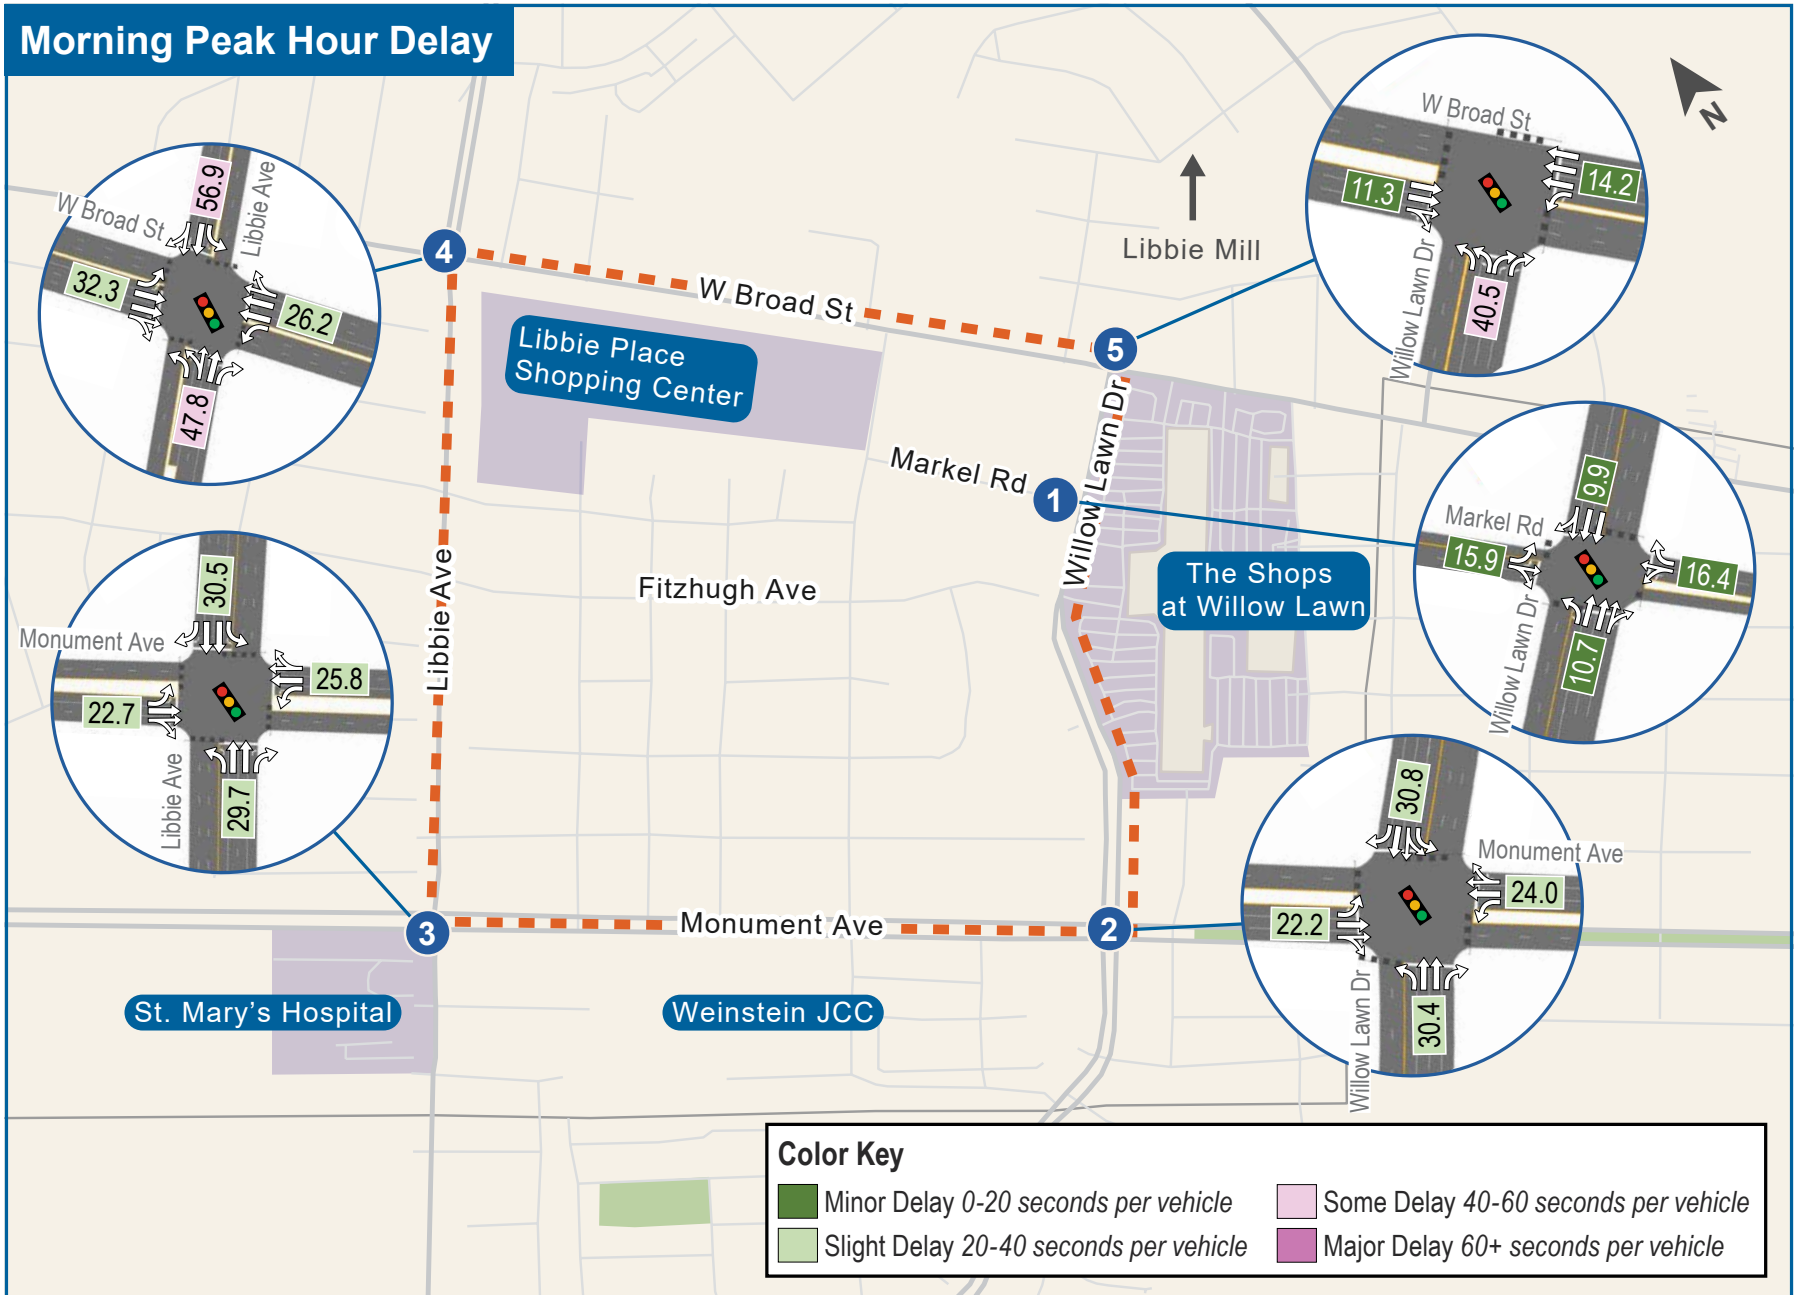 Morning Peak Hour Delay
N
W Broad St
Libbie Ave
56.9
32.3
26.2
47.8
4
W Broad St
Libbie Mill
5
W Broad St
11.3
14.2
40.5
Willow Lawn Dr
Libbie Place
Shopping Center
Markel Rd
1
Willow Lawn Dr
Markel Rd
9.9
15.9
16.4
10.7
Willow Lawn Dr
The Shops
at Willow Lawn
Libbie Ave
Fitzhugh Ave
Monument Ave
30.5
25.8
22.7
29.7
Libbie Ave
3
Monument Ave
2
Monument Ave
30.8
24.0
22.2
30.4
Willow Lawn Dr
St. Mary's Hospital
Weinstein JCC
Color Key
Minor Delay 0-20 seconds per vehicle
Slight Delay 20-40 seconds per vehicle
Some Delay 40-60 seconds per vehicle
Major Delay 60+ seconds per vehicle